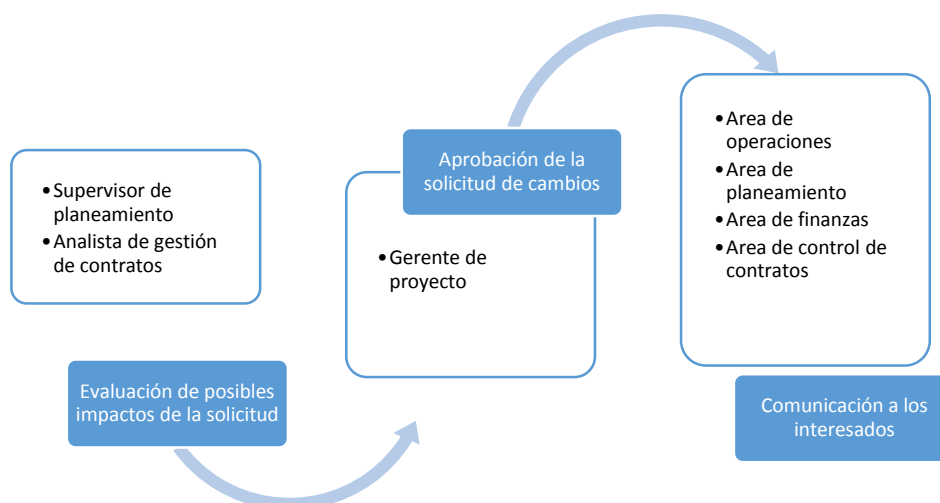 •Supervisor de
planeamiento
•Analista de gestión
de contratos
Evaluación de posibles
impactos de la solicitud
Aprobación de la
solicitud de cambios
•Gerente de
proyecto
•Area de
operaciones
•Area de
planeamiento
•Area de finanzas
•Area de control de
contratos
Comunicación a los
interesados